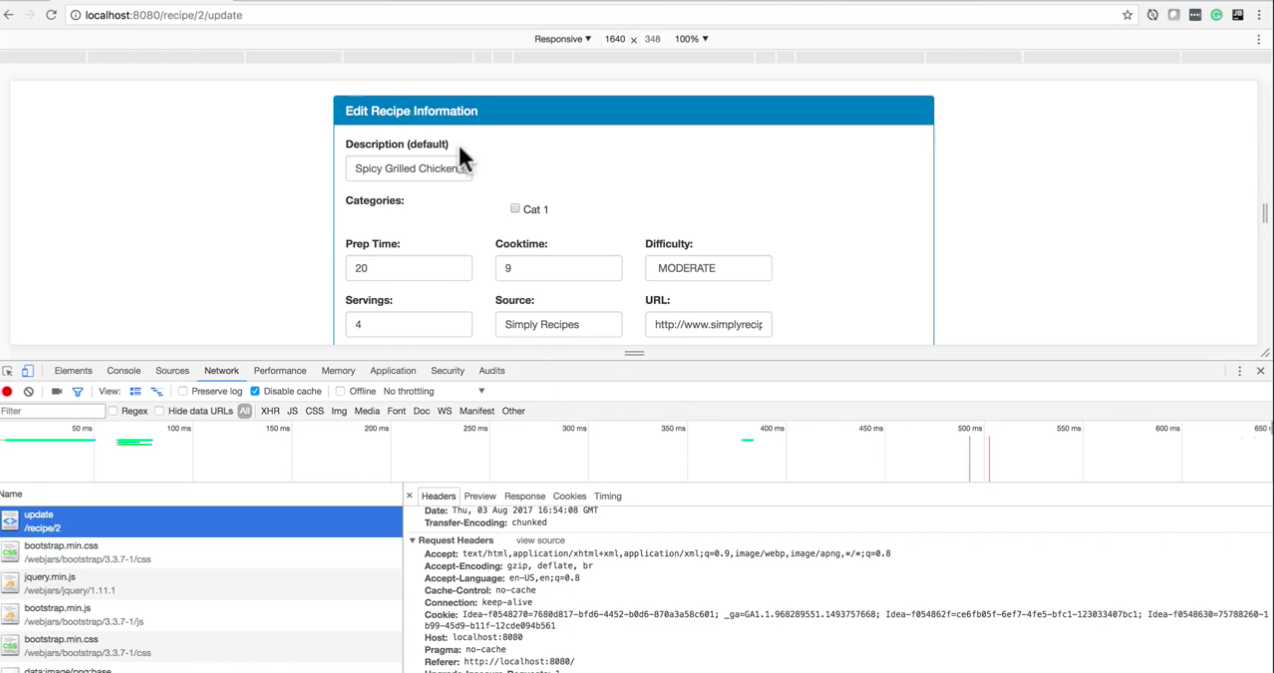 localhost:8080/recipe/2/update
Responsive ▼ 1640 x 348 100% ▼
Edit Recipe Information
Description (default)
Spicy Grilled Chicken
Categories:
Cat 1
Prep Time: Cooktime: Difficulty:
20 9 MODERATE
Servings: Source: URL:
4 Simply Recipes http://www.simplyrecip
Elements Console Sources Network Performance Memory Application Security Audits
View: Preserve log Disable cache Offline No throttling ▼
Filter Regex Hide data URLs All XHR JS CSS Img Media Font Doc WS Manifest Other
50 ms 100 ms 150 ms 200 ms 250 ms 300 ms 350 ms 400 ms 450 ms 500 ms 550 ms 600 ms 650
Name × Headers Preview Response Cookies Timing
update
/recipe/2
bootstrap.min.css
/webjars/bootstrap/3.3.7-1/css
jquery.min.js
/webjars/jquery/1.11.1
bootstrap.min.js
/webjars/bootstrap/3.3.7-1/js
bootstrap.min.css
/webjars/bootstrap/3.3.7-1/css
data:image/png;base
Date: Thu, 03 Aug 2017 16:54:08 GMT
Transfer-Encoding: chunked
▼ Request Headers view source
Accept: text/html,application/xhtml+xml,application/xml;q=0.9,image/webp,image/apng,*/*;q=0.8
Accept-Encoding: gzip, deflate, br
Accept-Language: en-US,en;q=0.8
Cache-Control: no-cache
Connection: keep-alive
Cookie: Idea-f0548270=7680d817-bfd6-4452-b0d6-870a3a58c601; _ga=GA1.1.968289551.1493757668; Idea-f054862f=ce6fb05f-6ef7-4fe5-bfc1-123033407bc1; Idea-f0548630=75788260-1
b99-45d9-b11f-12cde094b561
Host: localhost:8080
Pragma: no-cache
Referer: http://localhost:8080/
Upgrade-Insecure-Requests: 1